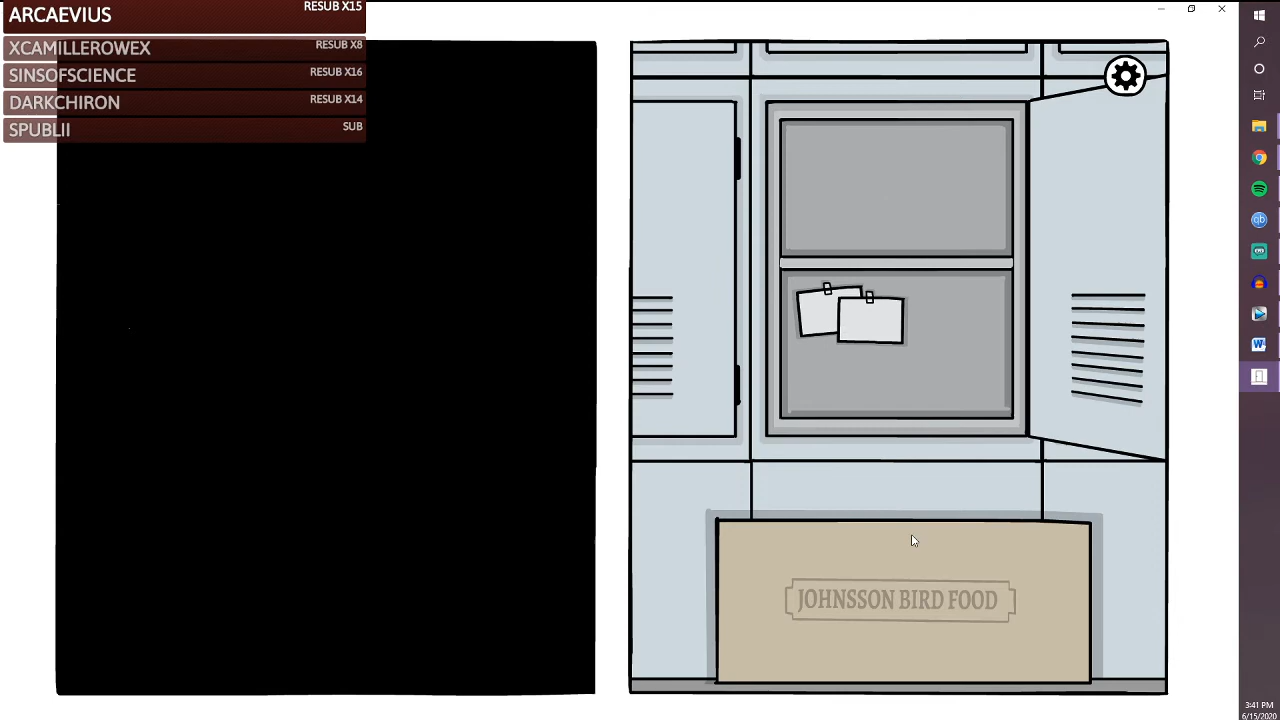 ARCAEVIUS RESUB X15
XCAMILLEROWEX RESUB X8
SINSOFSCIENCE RESUB X16
DARKCHIRON RESUB X14
SPUBLII SUB
JOHNSSON BIRD FOOD
3:41 PM
6/15/2020